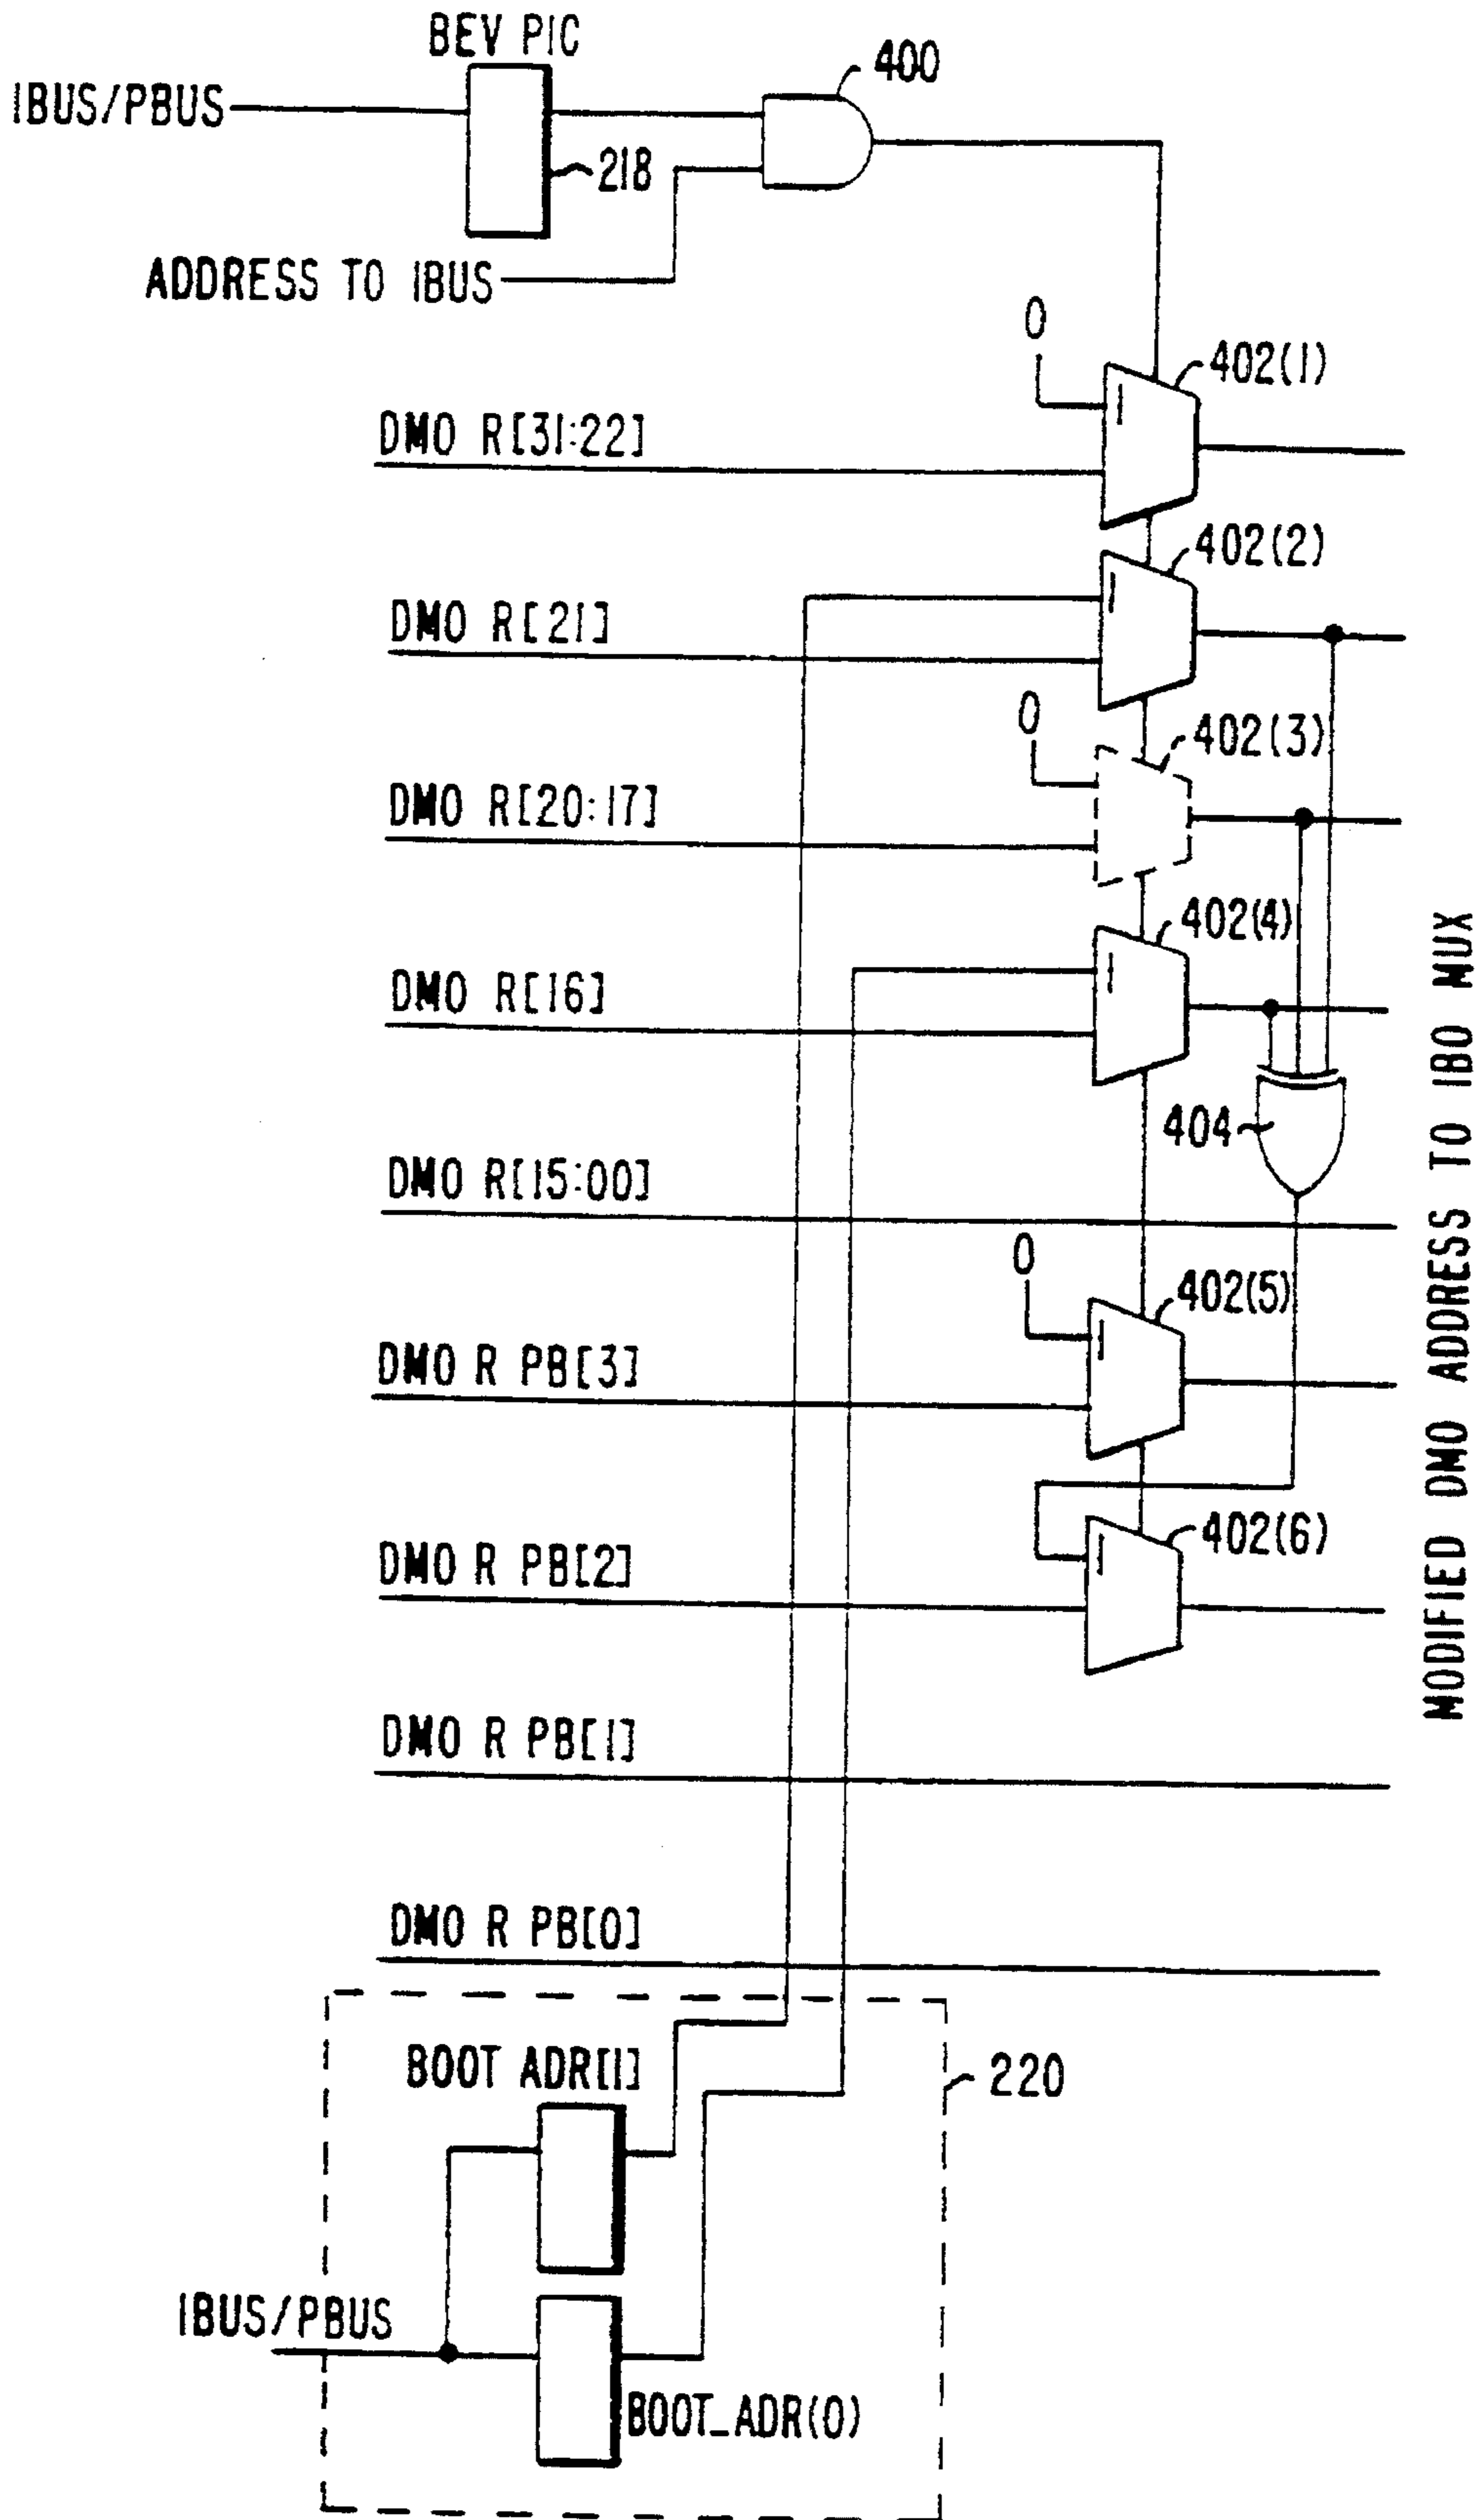 BEV PIC
400
IBUS/PBUS
218
ADDRESS TO IBUS
0
402(1)
DMO R[31:22]
402(2)
DMO R[21]
0
402(3)
DMO R[20:17]
402(4)
DMO R[16]
404
DMO R[15:00]
0
402(5)
DMO R PB[3]
402(6)
DMO R PB[2]
DMO R PB[1]
DMO R PB[0]
BOOT ADR[1]
220
IBUS/PBUS
BOOT_ADR(0)
MODIFIED DMO ADDRESS TO IBO MUX